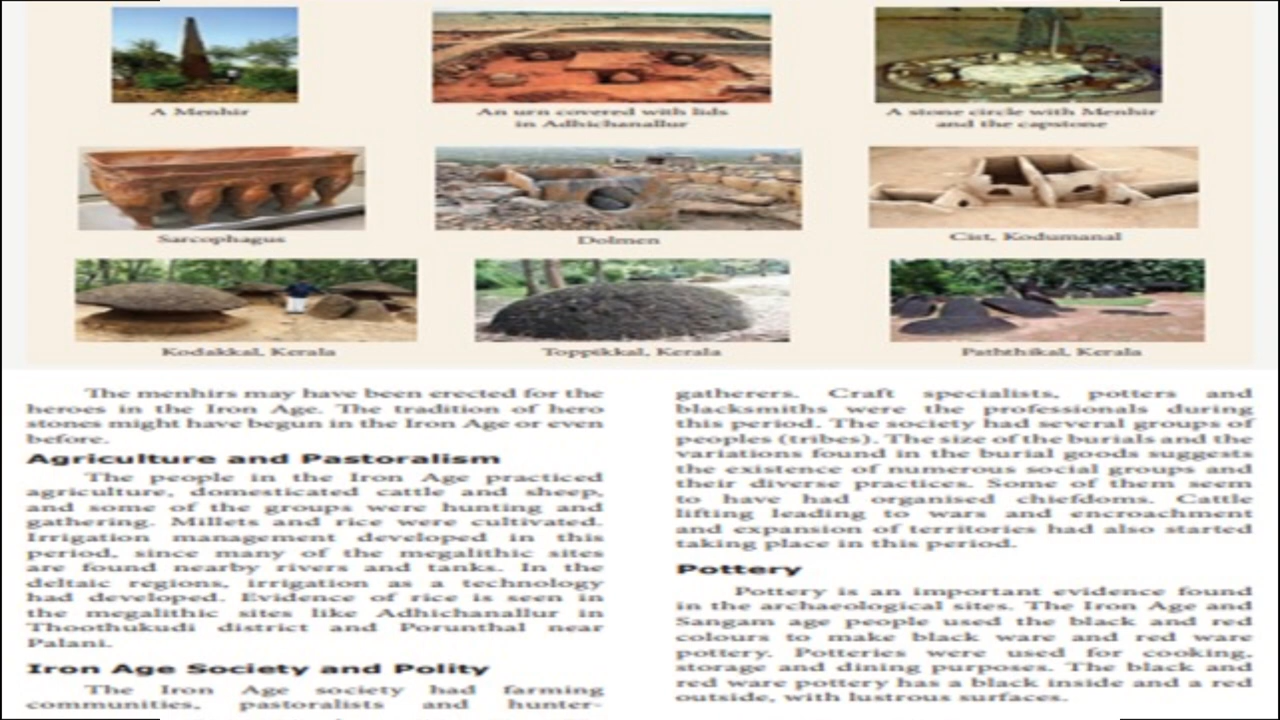 A Menhir
An urn covered with lids
in Adhichanallur
A stone circle with Menhir
and the capstone
Sarcophagus
Dolmen
Cist, Kodumanal
Kodakkal, Kerala
Toppikkal, Kerala
Paththikal, Kerala
The menhirs may have been erected for the
heroes in the Iron Age. The tradition of hero
stones might have begun in the Iron Age or even
before.
Agriculture and Pastoralism
The people in the Iron Age practiced
agriculture, domesticated cattle and sheep,
and some of the groups were hunting and
gathering. Millets and rice were cultivated.
Irrigation management developed in this
period, since many of the megalithic sites
are found nearby rivers and tanks. In the
deltaic regions, irrigation as a technology
had developed. Evidence of rice is seen in
the megalithic sites like Adhichanallur in
Thoothukudi district and Porunthal near
Palani.
Iron Age Society and Polity
The Iron Age society had farming
communities, pastoralists and hunter-
gatherers. Craft specialists, potters and
blacksmiths were the professionals during
this period. The society had several groups of
peoples (tribes). The size of the burials and the
variations found in the burial goods suggests
the existence of numerous social groups and
their diverse practices. Some of them seem
to have had organised chiefdoms. Cattle
lifting leading to wars and encroachment
and expansion of territories had also started
taking place in this period.
Pottery
Pottery is an important evidence found
in the archaeological sites. The Iron Age and
Sangam age people used the black and red
colours to make black ware and red ware
pottery. Potteries were used for cooking,
storage and dining purposes. The black and
red ware pottery has a black inside and a red
outside, with lustrous surfaces.